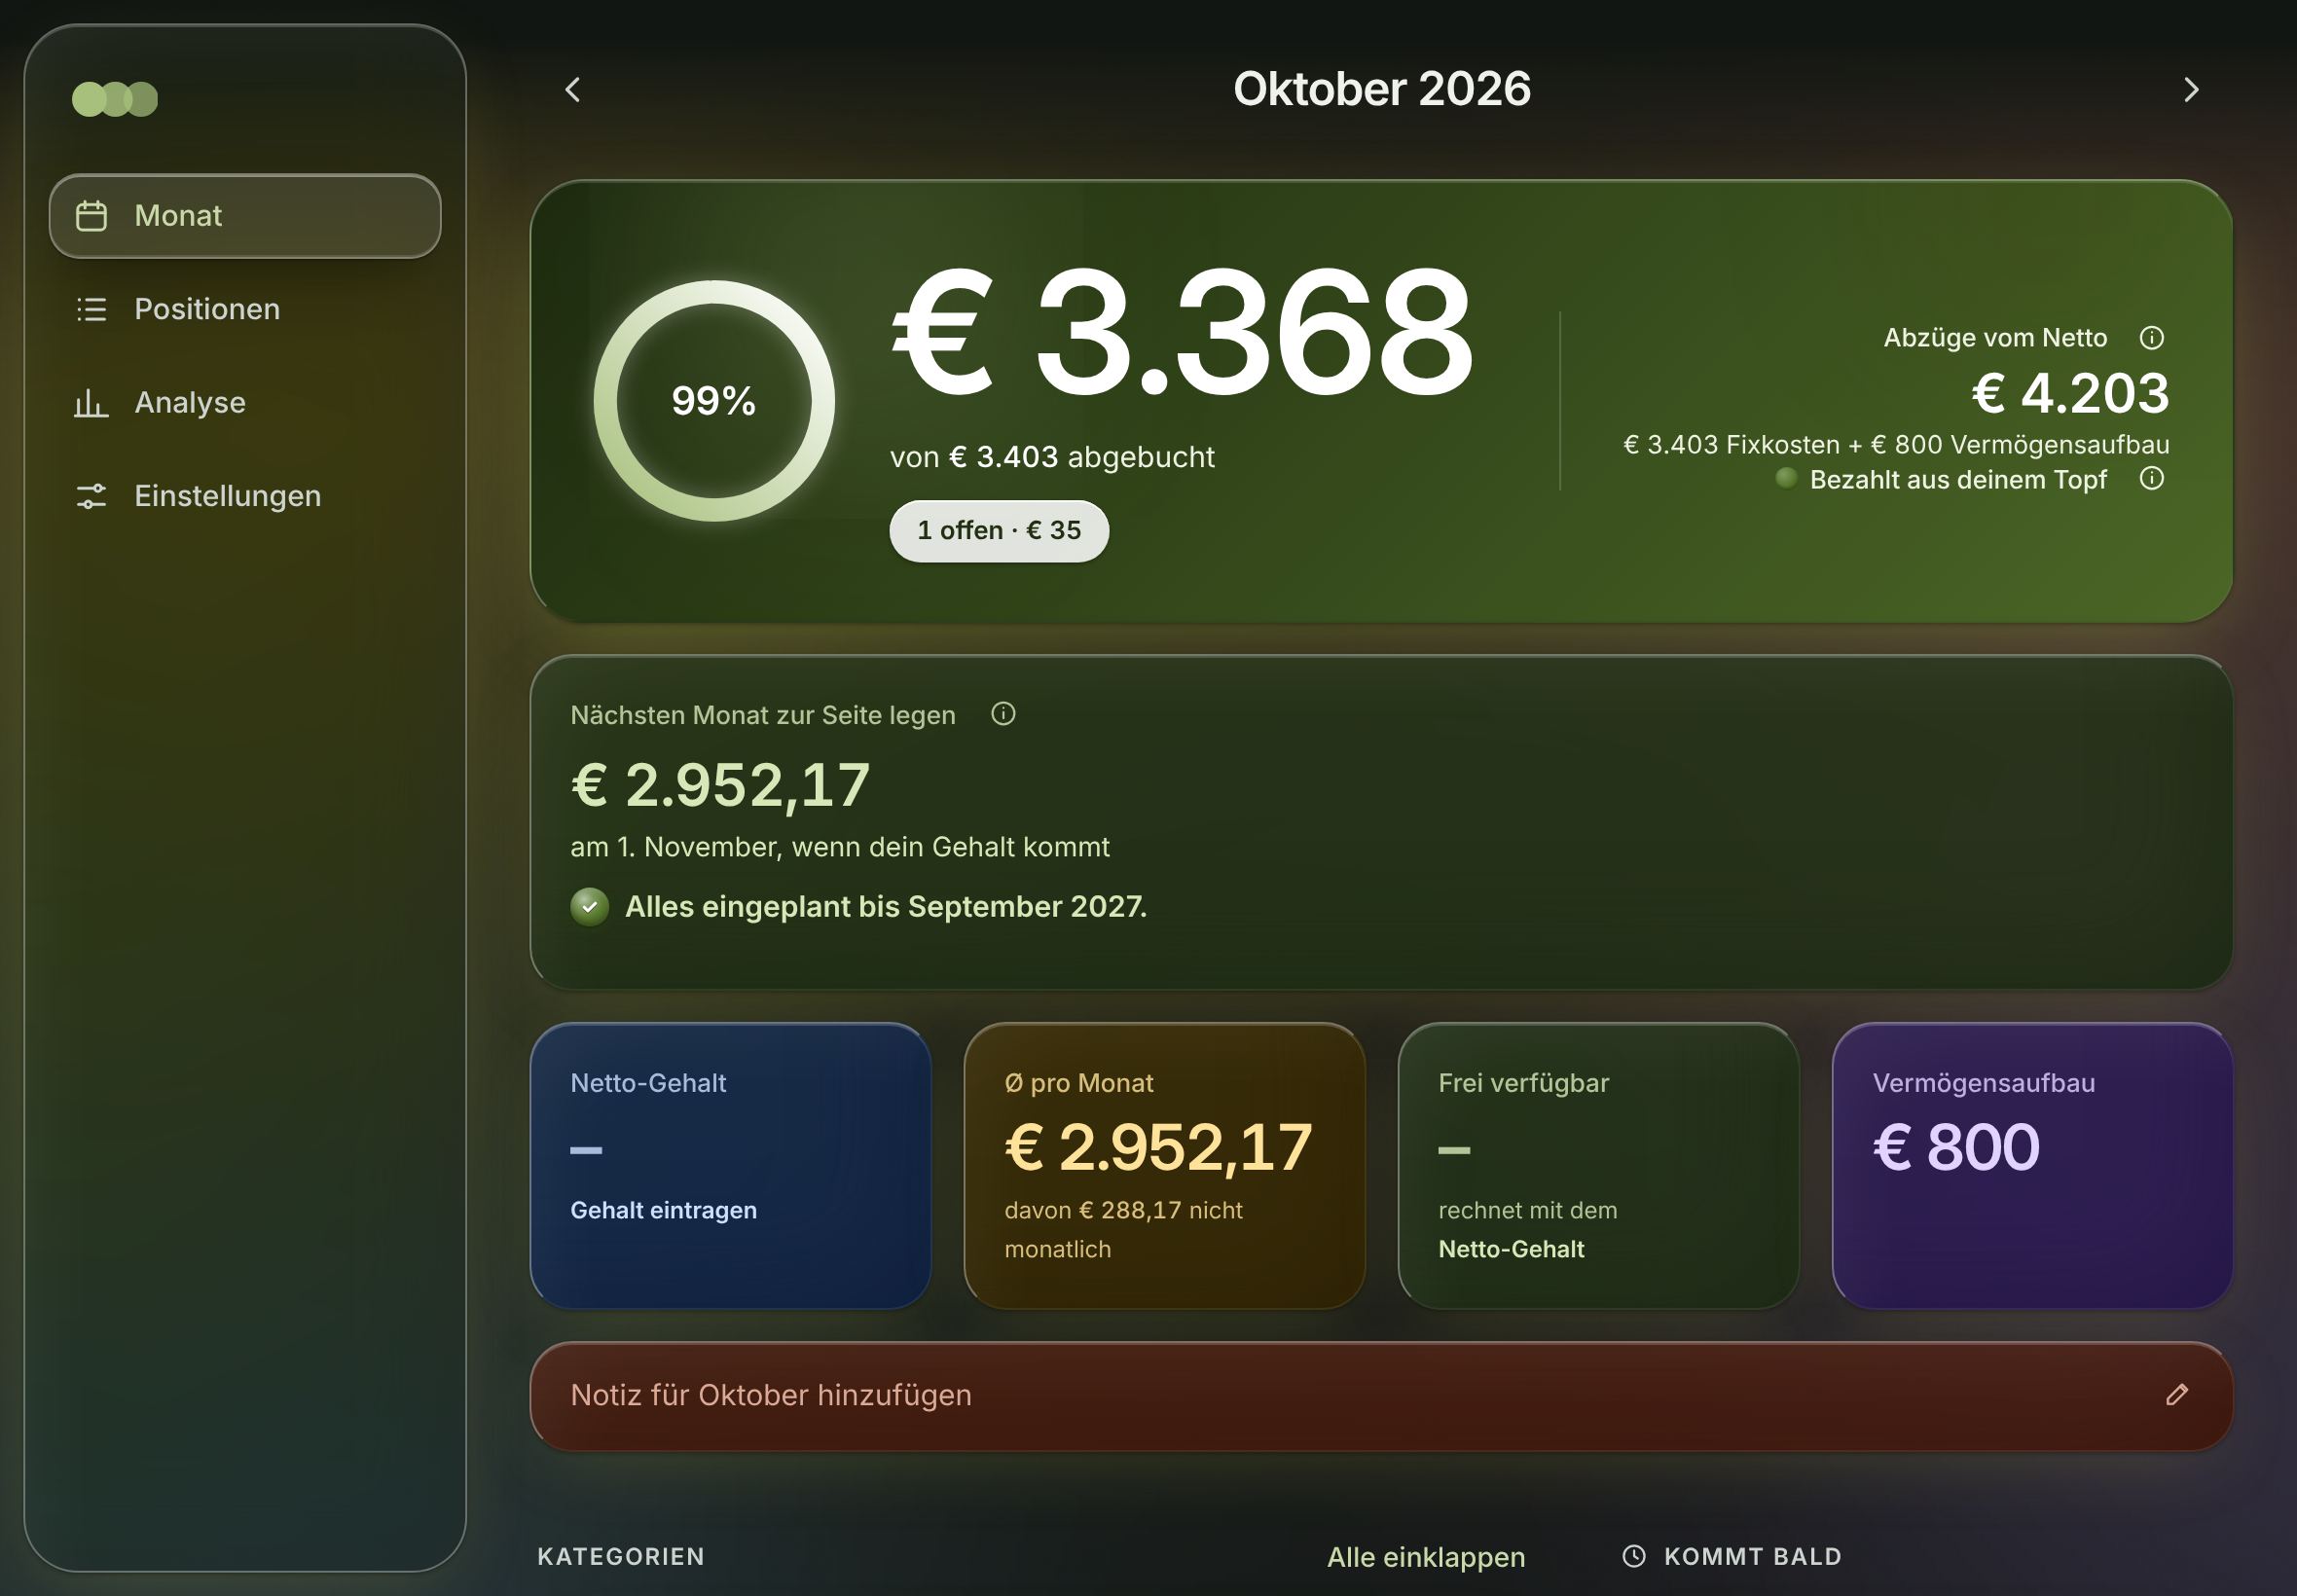 Oktober 2026
Monat
Positionen
Analyse
Einstellungen
99%
€ 3.368
von € 3.403 abgebucht
1 offen · € 35
Abzüge vom Netto
€ 4.203
€ 3.403 Fixkosten + € 800 Vermögensaufbau
Bezahlt aus deinem Topf
Nächsten Monat zur Seite legen
€ 2.952,17
am 1. November, wenn dein Gehalt kommt
Alles eingeplant bis September 2027.
Netto-Gehalt
–
Gehalt eintragen
Ø pro Monat
€ 2.952,17
davon € 288,17 nicht
monatlich
Frei verfügbar
–
rechnet mit dem
Netto-Gehalt
Vermögensaufbau
€ 800
Notiz für Oktober hinzufügen
KATEGORIEN
Alle einklappen
KOMMT BALD